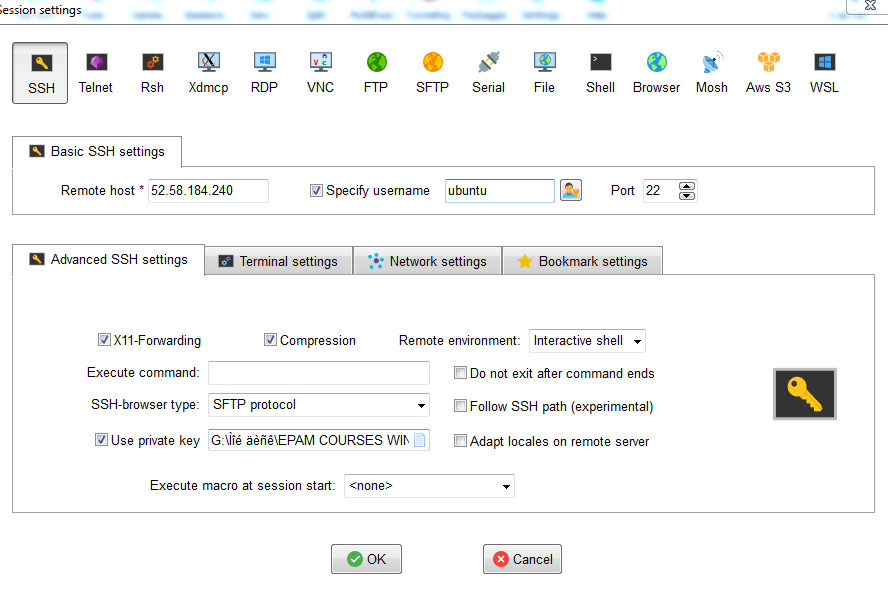 Session settings
SSH Telnet Rsh Xdmcp RDP VNC FTP SFTP Serial File Shell Browser Mosh Aws S3 WSL
Basic SSH settings
Remote host * 52.58.184.240 Specify username ubuntu Port 22
Advanced SSH settings Terminal settings Network settings Bookmark settings
X11-Forwarding Compression Remote environment: Interactive shell
Execute command: Do not exit after command ends
SSH-browser type: SFTP protocol Follow SSH path (experimental)
Use private key G:\Ìîé äèñê\EPAM COURSES WIN Adapt locales on remote server
Execute macro at session start: <none>
OK Cancel